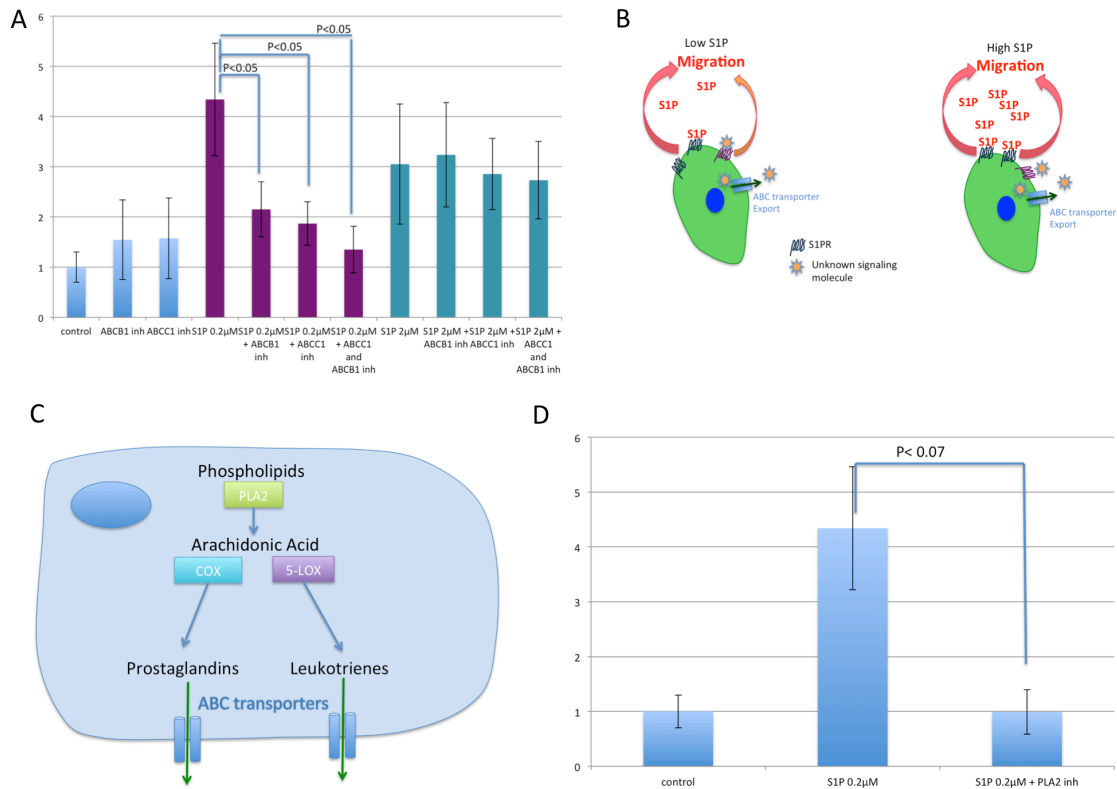 A
6
5
4
3
2
1
0
P<0.05
P<0.05
P<0.05
control
ABCB1 inh
ABCC1 inh
S1P 0.2µM
S1P 0.2µM
+ ABCB1
inh
S1P 0.2µM
+ ABCC1 inh
S1P 0.2µM
+ ABCC1
and
ABCB1 inh
S1P 2µM
S1P 2µM +
ABCB1 inh
S1P 2µM +
ABCC1 inh
S1P 2µM +
ABCC1
and
ABCB1 inh
B
Low S1P
Migration
S1P
S1P
S1P
S1P
ABC transporter
Export
High S1P
Migration
S1P
S1P
S1P
S1P
S1P
S1P
S1P
ABC transporter
Export
S1PR
Unknown signaling
molecule
C
Phospholipids
PLA2
Arachidonic Acid
COX
5-LOX
Prostaglandins
Leukotrienes
ABC transporters
D
6
5
4
3
2
1
0
P< 0.07
control
S1P 0.2µM
S1P 0.2µM + PLA2 inh